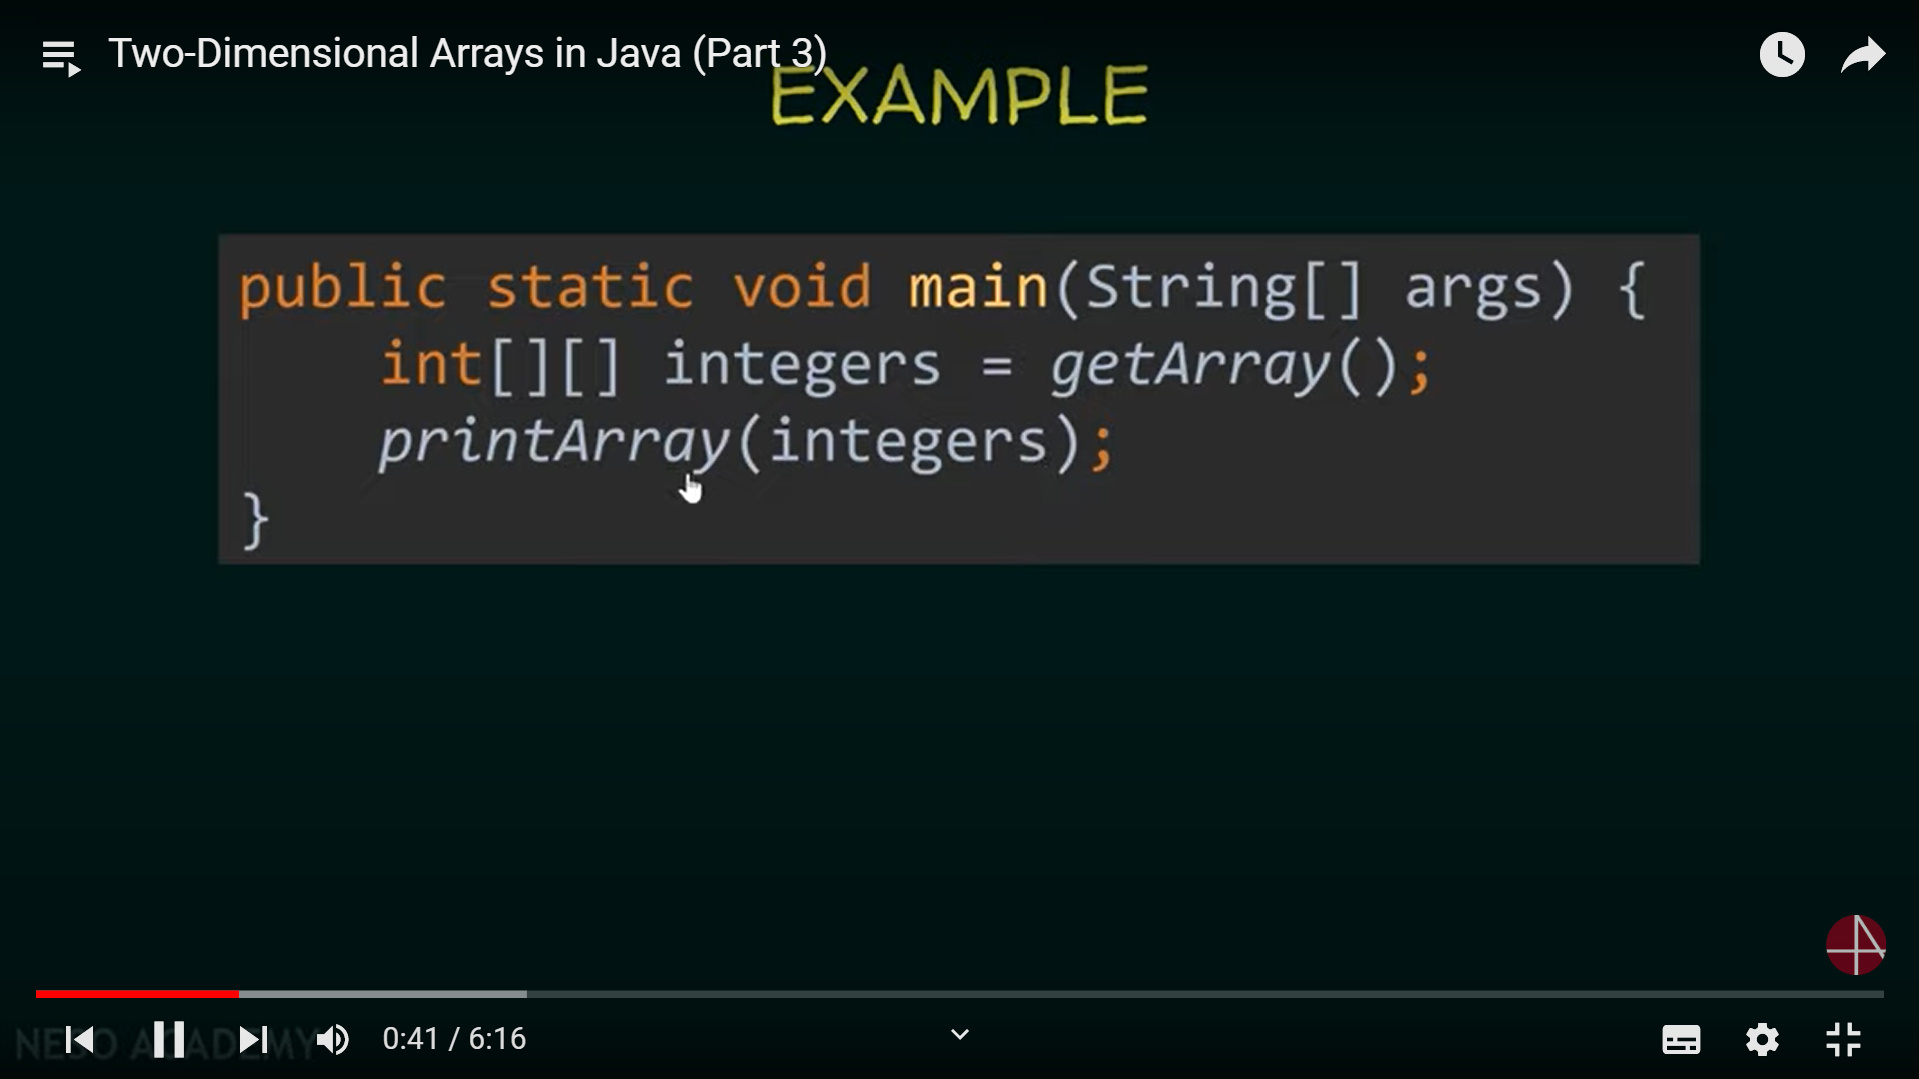 Two-Dimensional Arrays in Java (Part 3)
EXAMPLE
public static void main(String[] args) {
    int[][] integers = getArray();
    printArray(integers);
}
NESO ACADEMY
0:41 / 6:16